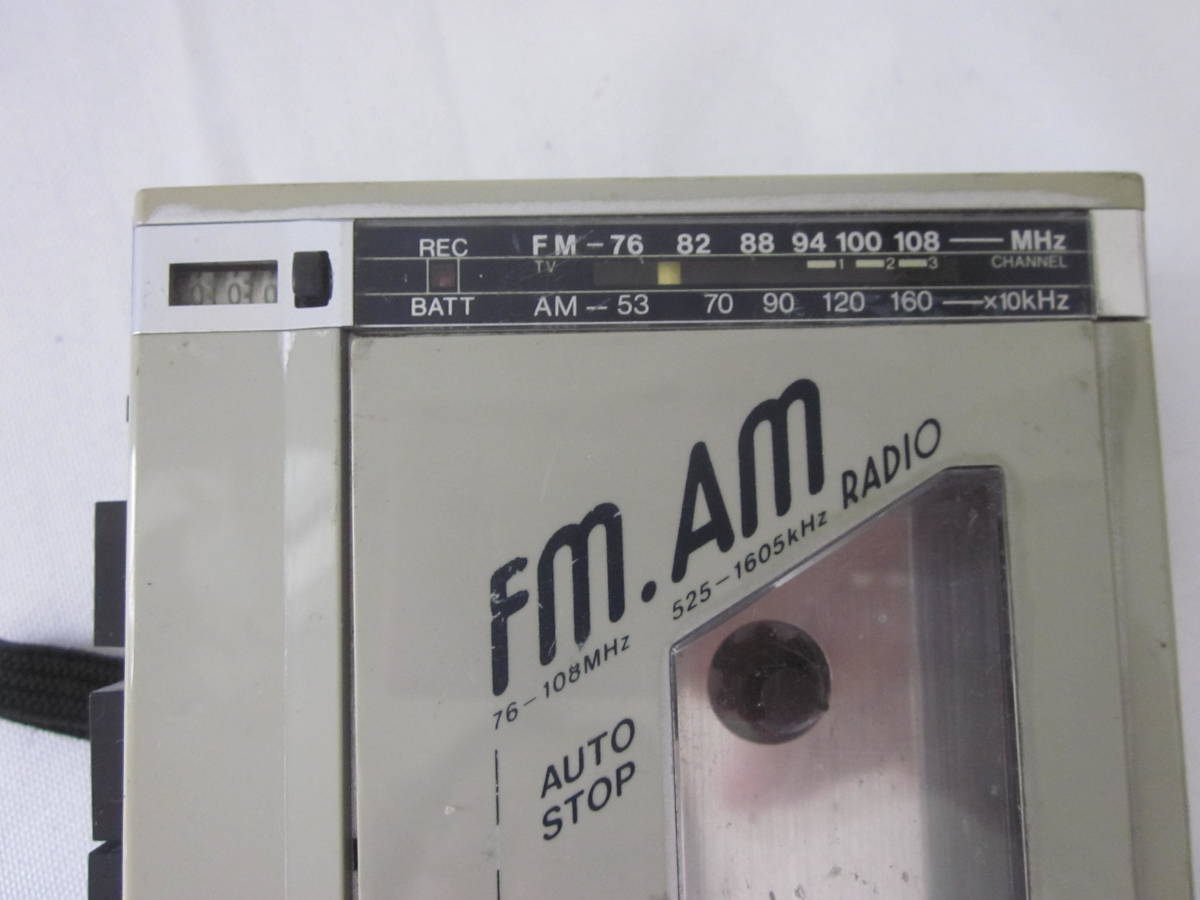 REC
BATT
FM - 76 82 88 94 100 108 — MHz
TV 1 2 3 CHANNEL
AM - 53 70 90 120 160 — x10kHz
FM. AM RADIO
76-108MHz 525-1605kHz
AUTO
STOP